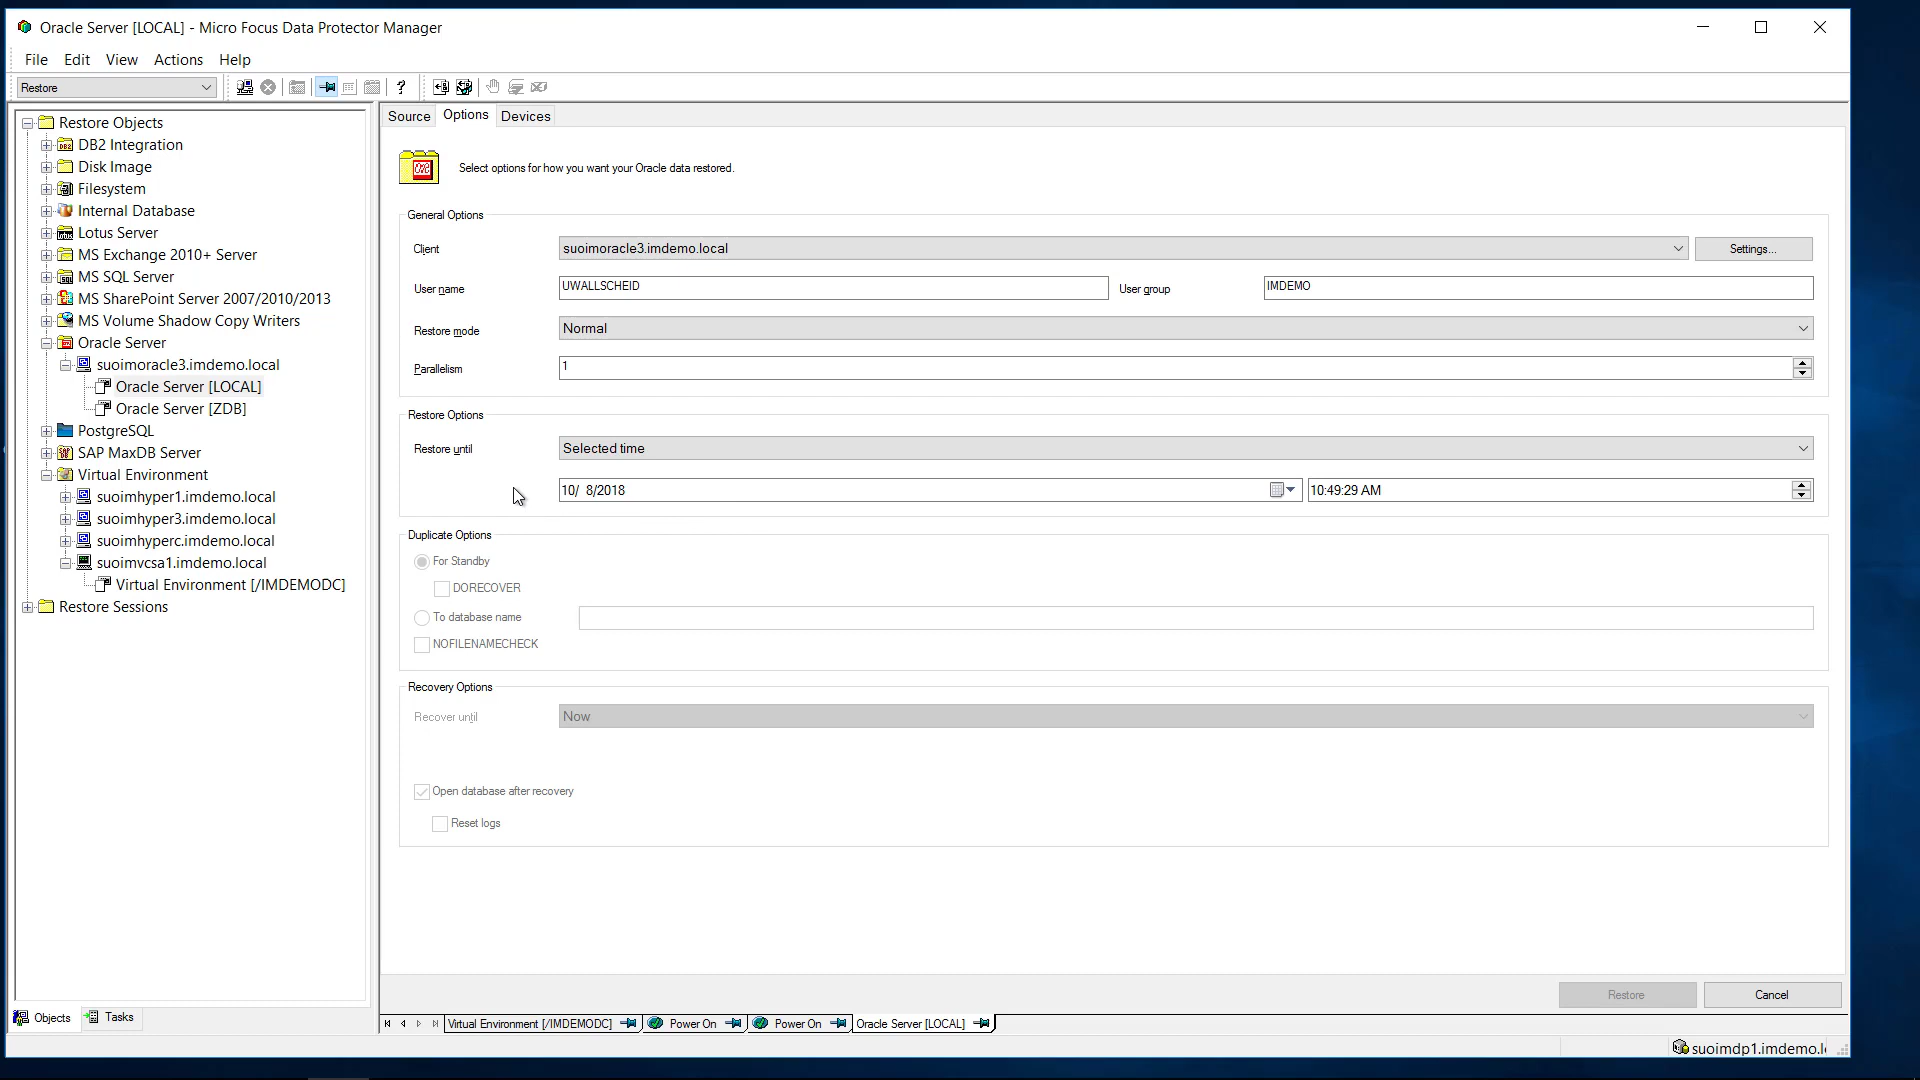 Oracle Server [LOCAL] - Micro Focus Data Protector Manager
File Edit View Actions Help
Restore
Restore Objects
DB2 Integration
Disk Image
Filesystem
Internal Database
Lotus Server
MS Exchange 2010+ Server
MS SQL Server
MS SharePoint Server 2007/2010/2013
MS Volume Shadow Copy Writers
Oracle Server
suoimoracle3.imdemo.local
Oracle Server [LOCAL]
Oracle Server [ZDB]
PostgreSQL
SAP MaxDB Server
Virtual Environment
suoimhyper1.imdemo.local
suoimhyper3.imdemo.local
suoimhyperc.imdemo.local
suoimvcsa1.imdemo.local
Virtual Environment [/IMDEMODC]
Restore Sessions
Objects Tasks
Source Options Devices
Select options for how you want your Oracle data restored.
General Options
Client suoimoracle3.imdemo.local Settings...
User name UWALLSCHEID User group IMDEMO
Restore mode Normal
Parallelism 1
Restore Options
Restore until Selected time
10/ 8/2018 10:49:29 AM
Duplicate Options
For Standby
DORECOVER
To database name
NOFILENAMECHECK
Recovery Options
Recover until Now
Open database after recovery
Reset logs
Restore Cancel
Virtual Environment [/IMDEMODC] Power On Power On Oracle Server [LOCAL]
suoimdp1.imdemo.l